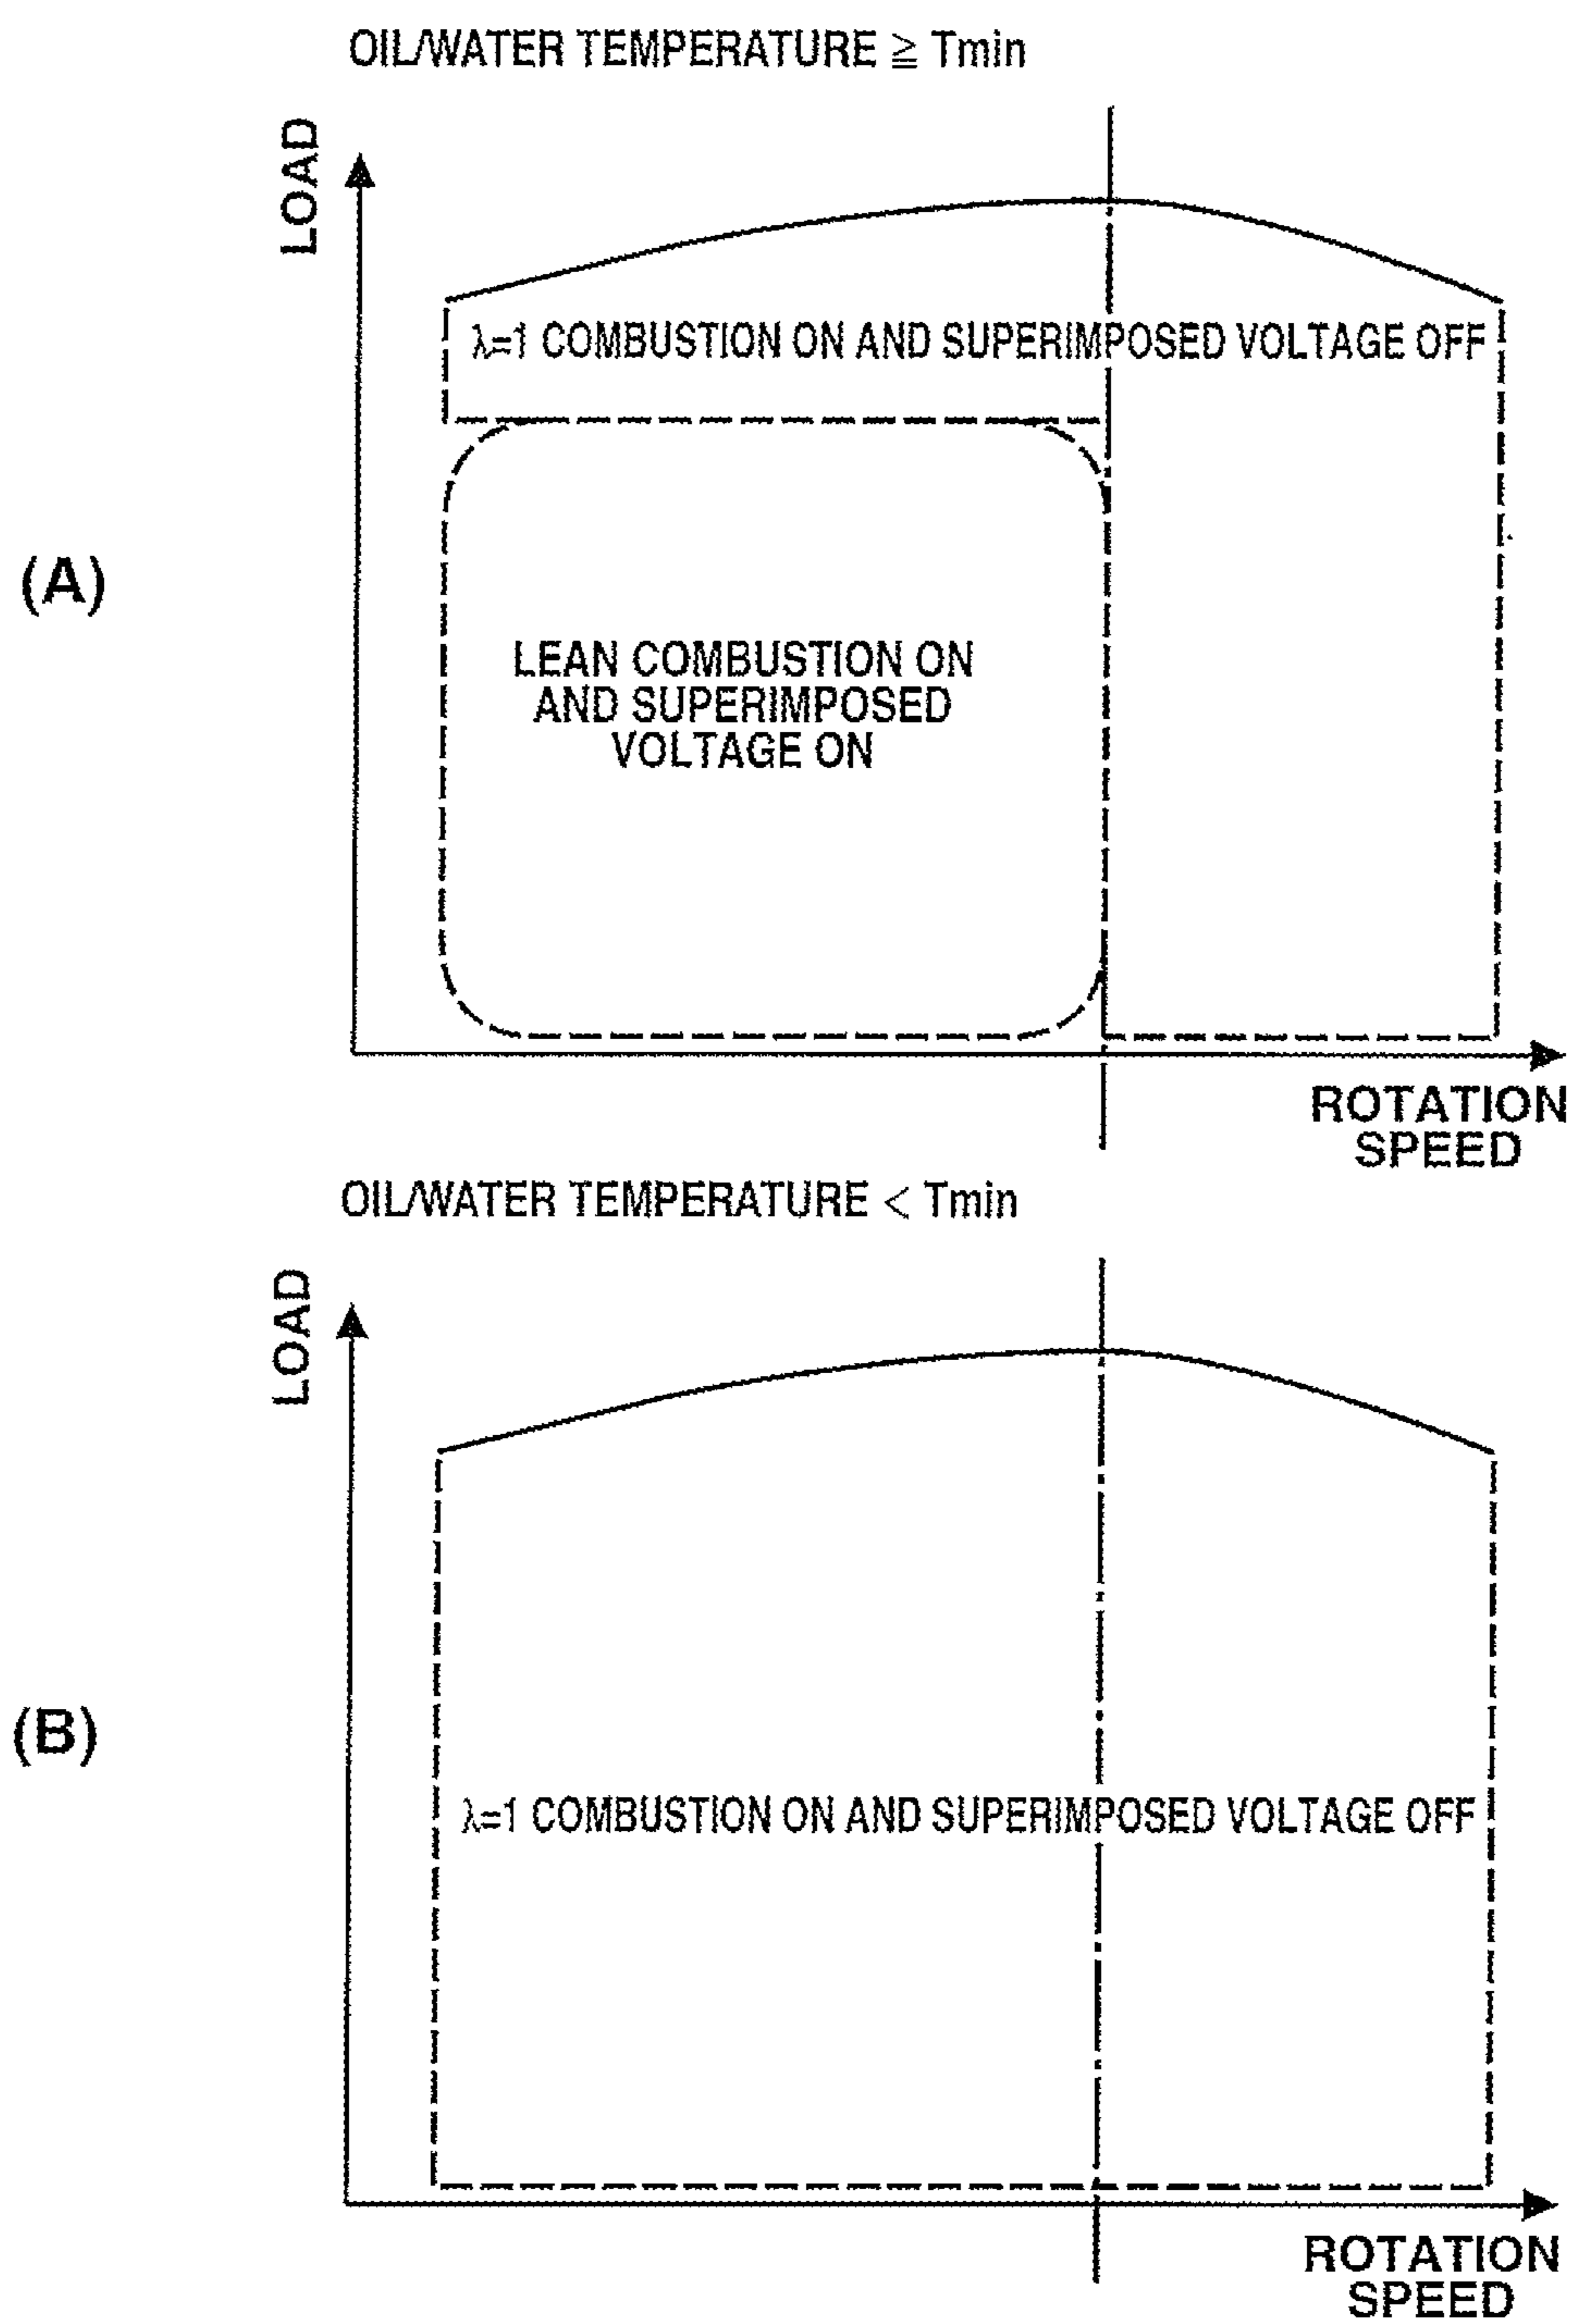 OIL/WATER TEMPERATURE ≧ Tmin
LOAD
λ=1 COMBUSTION ON AND SUPERIMPOSED VOLTAGE OFF
(A)
LEAN COMBUSTION ON
AND SUPERIMPOSED
VOLTAGE ON
ROTATION
SPEED
OIL/WATER TEMPERATURE < Tmin
LOAD
(B)
λ=1 COMBUSTION ON AND SUPERIMPOSED VOLTAGE OFF
ROTATION
SPEED